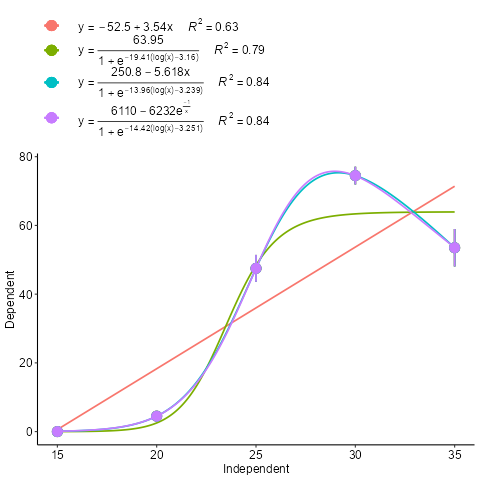 y = −52.5 + 3.54x R² = 0.63
y = 63.95 / 1 + e^−19.41(log(x)−3.16) R² = 0.79
y = 250.8 − 5.618x / 1 + e^−13.96(log(x)−3.239) R² = 0.84
y = 6110 − 6232e^(−1/x) / 1 + e^−14.42(log(x)−3.251) R² = 0.84
80
60
40
20
0
Dependent
15 20 25 30 35
Independent